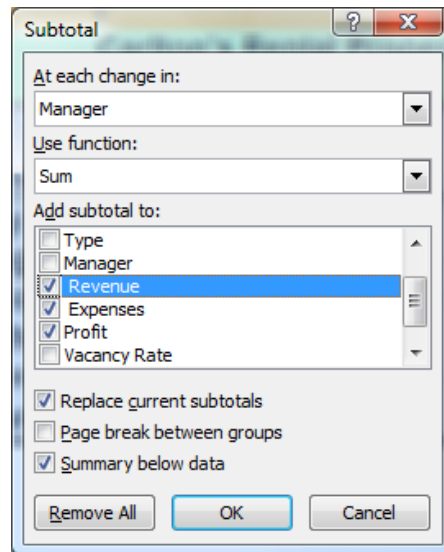 Subtotal
At each change in:
Manager
Use function:
Sum
Add subtotal to:
Type
Manager
Revenue
Expenses
Profit
Vacancy Rate
Replace current subtotals
Page break between groups
Summary below data
Remove All OK Cancel